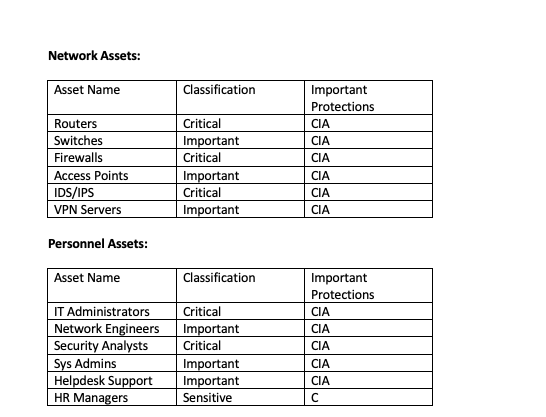 Network Assets:
Asset Name Classification Important
Protections
Routers Critical CIA
Switches Important CIA
Firewalls Critical CIA
Access Points Important CIA
IDS/IPS Critical CIA
VPN Servers Important CIA
Personnel Assets:
Asset Name Classification Important
Protections
IT Administrators Critical CIA
Network Engineers Important CIA
Security Analysts Critical CIA
Sys Admins Important CIA
Helpdesk Support Important CIA
HR Managers Sensitive C